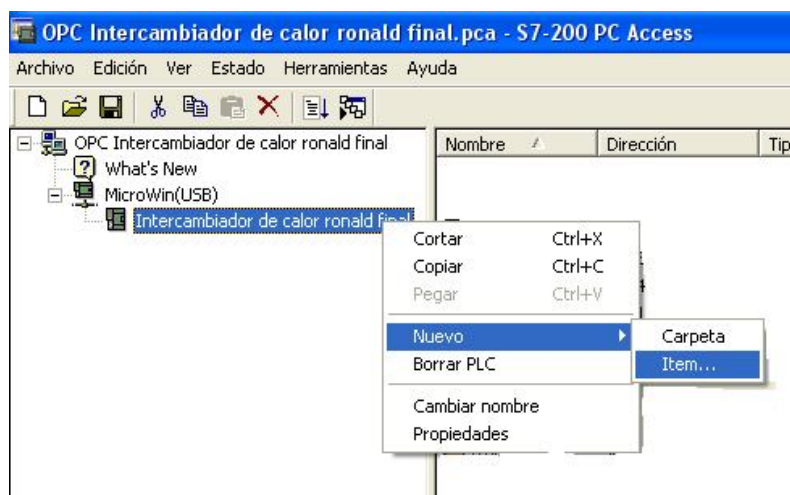 OPC Intercambiador de calor ronald final.pca - S7-200 PC Access
Archivo Edición Ver Estado Herramientas Ayuda
OPC Intercambiador de calor ronald final
Nombre Dirección
What's New
MicroWin(USB)
Intercambiador de calor ronald final
Cortar Ctrl+X
Copiar Ctrl+C
Pegar Ctrl+V
Nuevo
Carpeta
Borrar PLC
Item...
Cambiar nombre
Propiedades